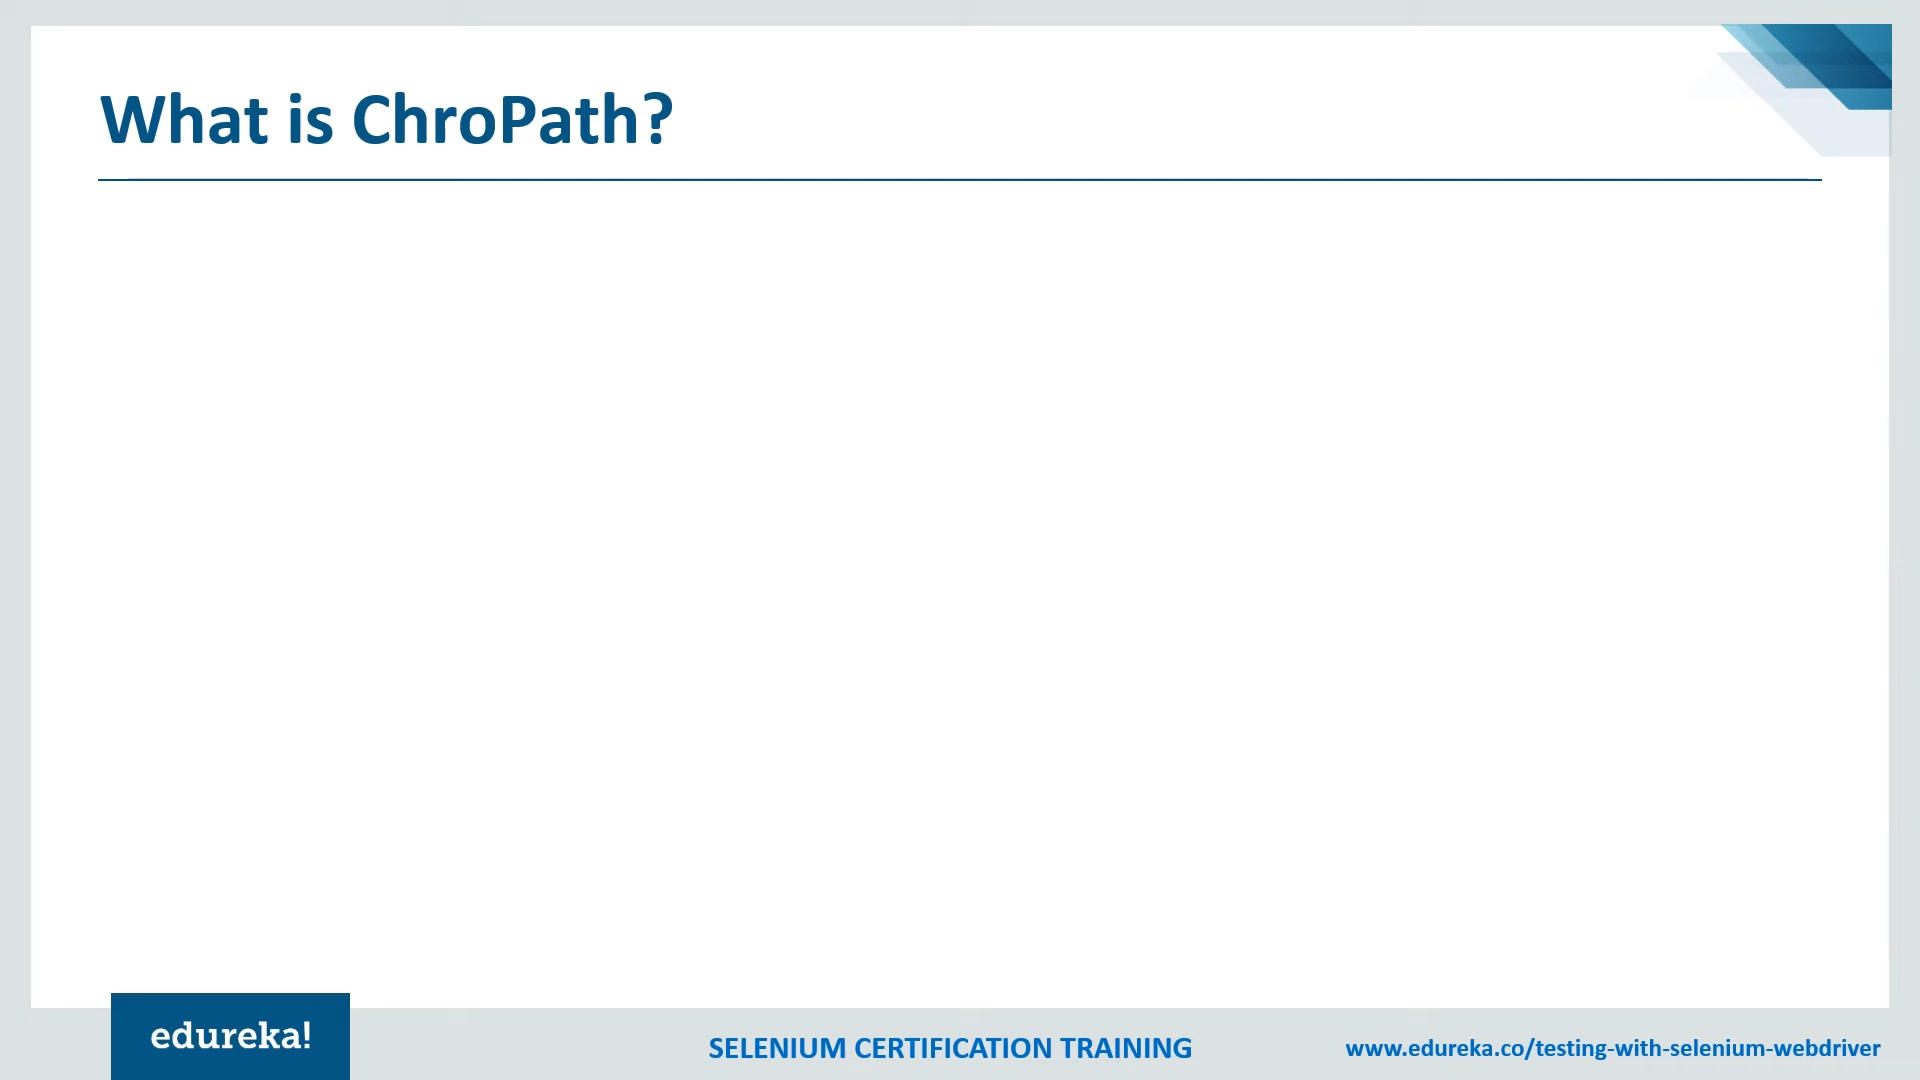 What is ChroPath?
edureka!
SELENIUM CERTIFICATION TRAINING
www.edureka.co/testing-with-selenium-webdriver